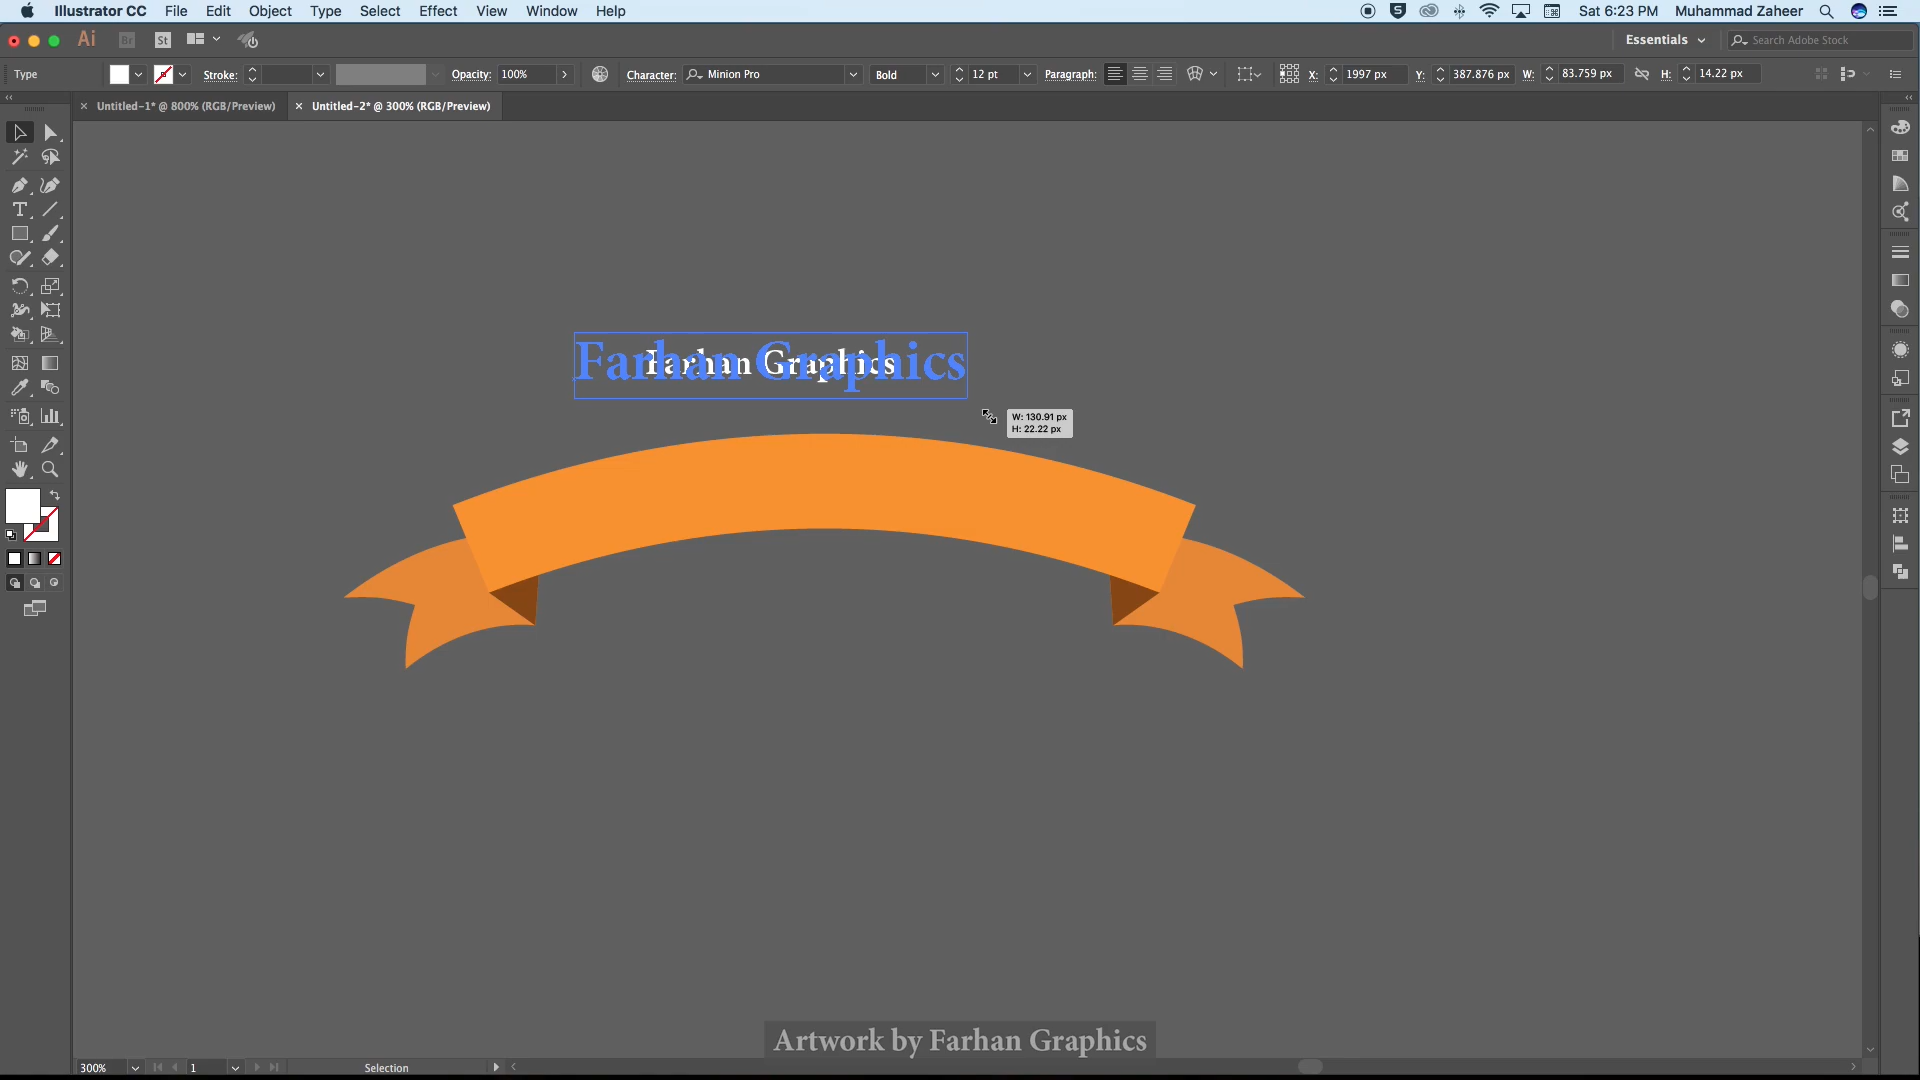 Illustrator CC File Edit Object Type Select Effect View Window Help
Sat 6:23 PM Muhammad Zaheer
Ai Br St Essentials Search Adobe Stock
Type Stroke: Opacity: 100% Character: Minion Pro Bold 12 pt Paragraph: X: 1997 px Y: 387.876 px W: 83.759 px H: 14.22 px
Untitled-1* @ 800% (RGB/Preview) Untitled-2* @ 300% (RGB/Preview)
Farhan Graphics
Farhan Graphics
W: 130.91 px
H: 22.22 px
Artwork by Farhan Graphics
300% 1 Selection